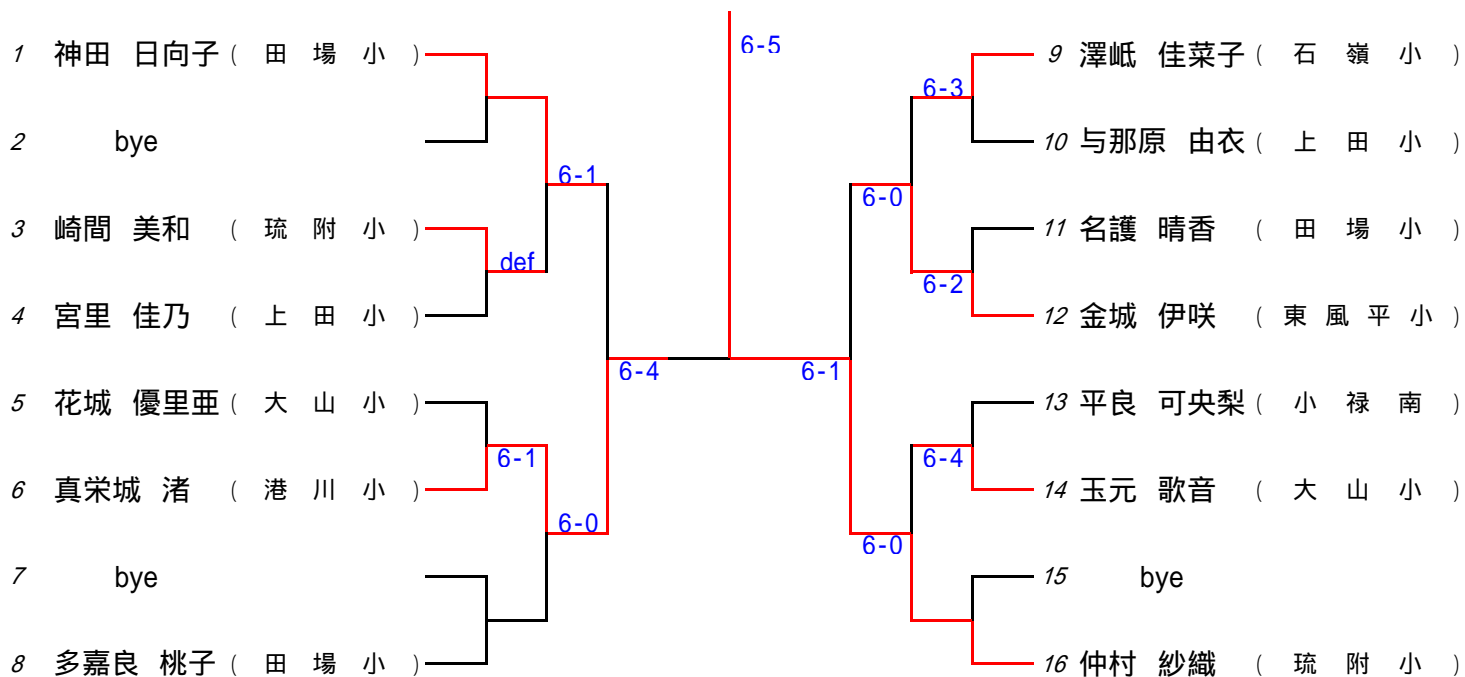 6-5
1 神田 日向子 ( 田 場 小 )
2 bye
3 崎間 美和 ( 琉 附 小 )
4 宮里 佳乃 ( 上 田 小 )
5 花城 優里亜 ( 大 山 小 )
6 真栄城 渚 ( 港 川 小 )
7 bye
8 多嘉良 桃子 ( 田 場 小 )
6-1
def
6-4
6-1
6-0
9 澤岻 佳菜子 ( 石 嶺 小 )
10 与那原 由衣 ( 上 田 小 )
11 名護 晴香 ( 田 場 小 )
12 金城 伊咲 ( 東 風 平 小 )
13 平良 可央梨 ( 小 禄 南 )
14 玉元 歌音 ( 大 山 小 )
15 bye
16 仲村 紗織 ( 琉 附 小 )
6-3
6-0
6-2
6-1
6-4
6-0